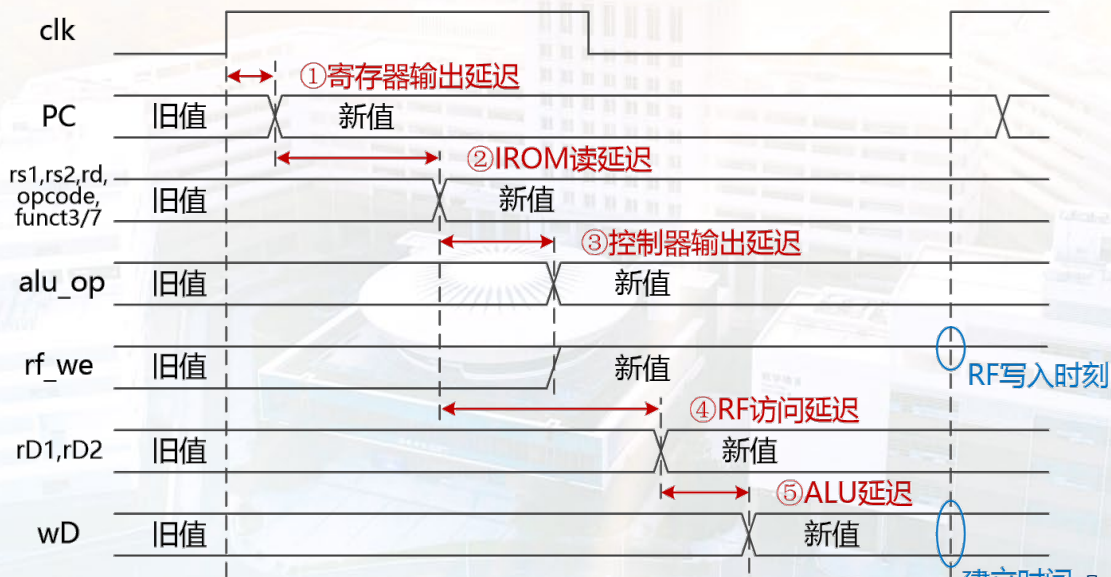 clk
①寄存器输出延迟
PC 旧值 新值
②IROM读延迟
rs1,rs2,rd,
opcode,
funct3/7
旧值 新值
③控制器输出延迟
alu_op 旧值 新值
rf_we 旧值 新值
RF写入时刻
④RF访问延迟
rD1,rD2 旧值 新值
⑤ALU延迟
wD 旧值 新值
建立时间